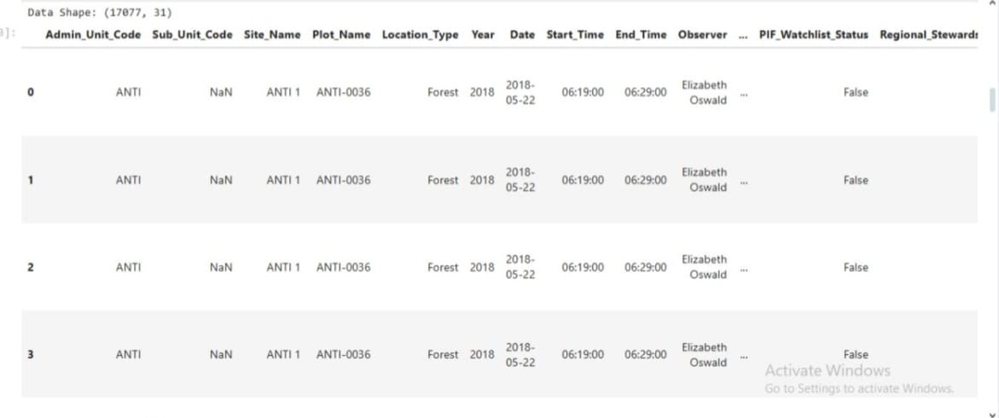 Data Shape: (17077, 31)
3]:
Admin_Unit_Code Sub_Unit_Code Site_Name Plot_Name Location_Type Year Date Start_Time End_Time Observer ... PIF_Watchlist_Status Regional_Stewards
0 ANTI NaN ANTI 1 ANTI-0036 Forest 2018 2018-05-22 06:19:00 06:29:00 Elizabeth Oswald ... False
1 ANTI NaN ANTI 1 ANTI-0036 Forest 2018 2018-05-22 06:19:00 06:29:00 Elizabeth Oswald ... False
2 ANTI NaN ANTI 1 ANTI-0036 Forest 2018 2018-05-22 06:19:00 06:29:00 Elizabeth Oswald ... False
3 ANTI NaN ANTI 1 ANTI-0036 Forest 2018 2018-05-22 06:19:00 06:29:00 Elizabeth Oswald ... False
Activate Windows
Go to Settings to activate Windows.